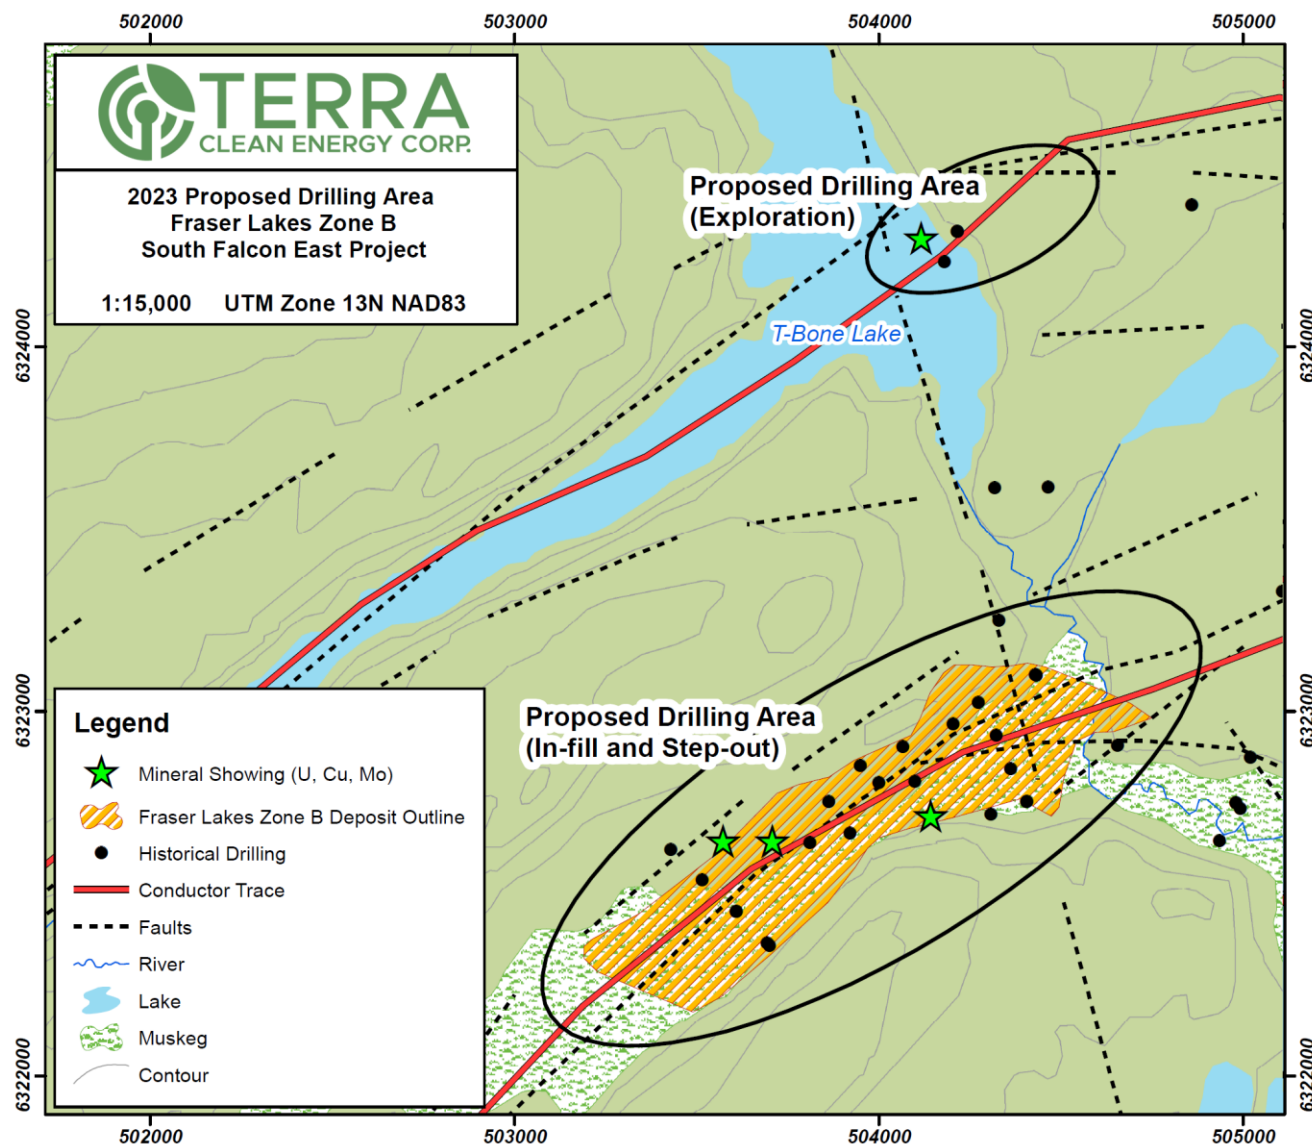 502000 503000 504000 505000
TERRA
CLEAN ENERGY CORP.
2023 Proposed Drilling Area
Fraser Lakes Zone B
South Falcon East Project
1:15,000 UTM Zone 13N NAD83
Proposed Drilling Area
(Exploration)
T-Bone Lake
6324000 6324000
6323000 6323000
Proposed Drilling Area
(In-fill and Step-out)
Legend
Mineral Showing (U, Cu, Mo)
Fraser Lakes Zone B Deposit Outline
Historical Drilling
Conductor Trace
Faults
River
Lake
Muskeg
Contour
6322000 6322000
502000 503000 504000 505000